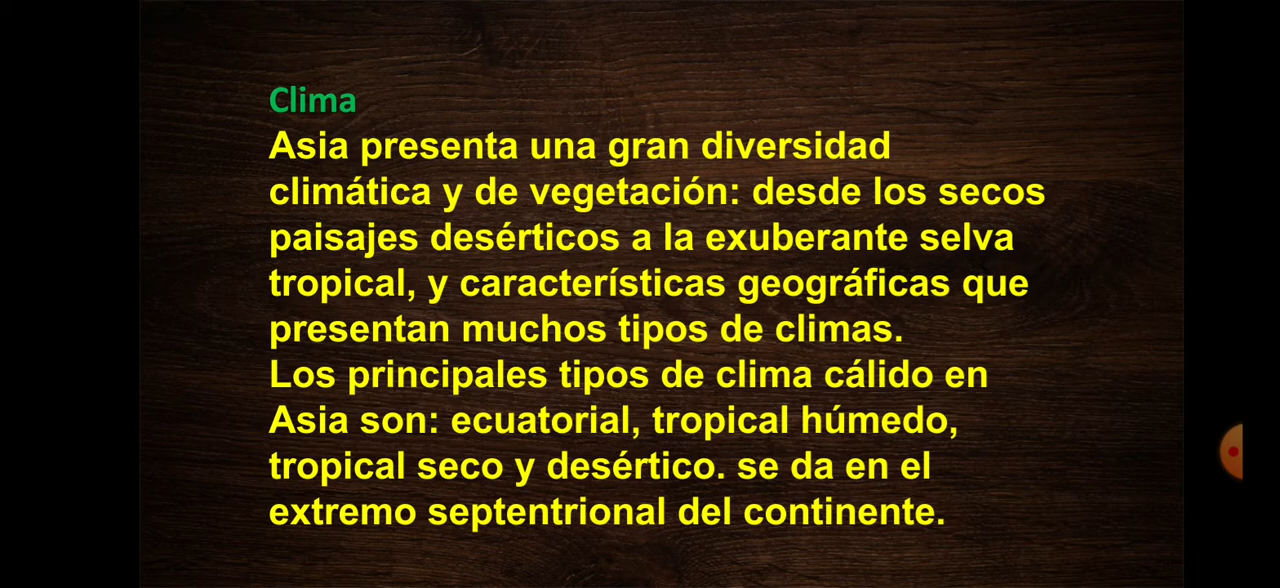 Clima
Asia presenta una gran diversidad
climática y de vegetación: desde los secos
paisajes desérticos a la exuberante selva
tropical, y características geográficas que
presentan muchos tipos de climas.
Los principales tipos de clima cálido en
Asia son: ecuatorial, tropical húmedo,
tropical seco y desértico. se da en el
extremo septentrional del continente.